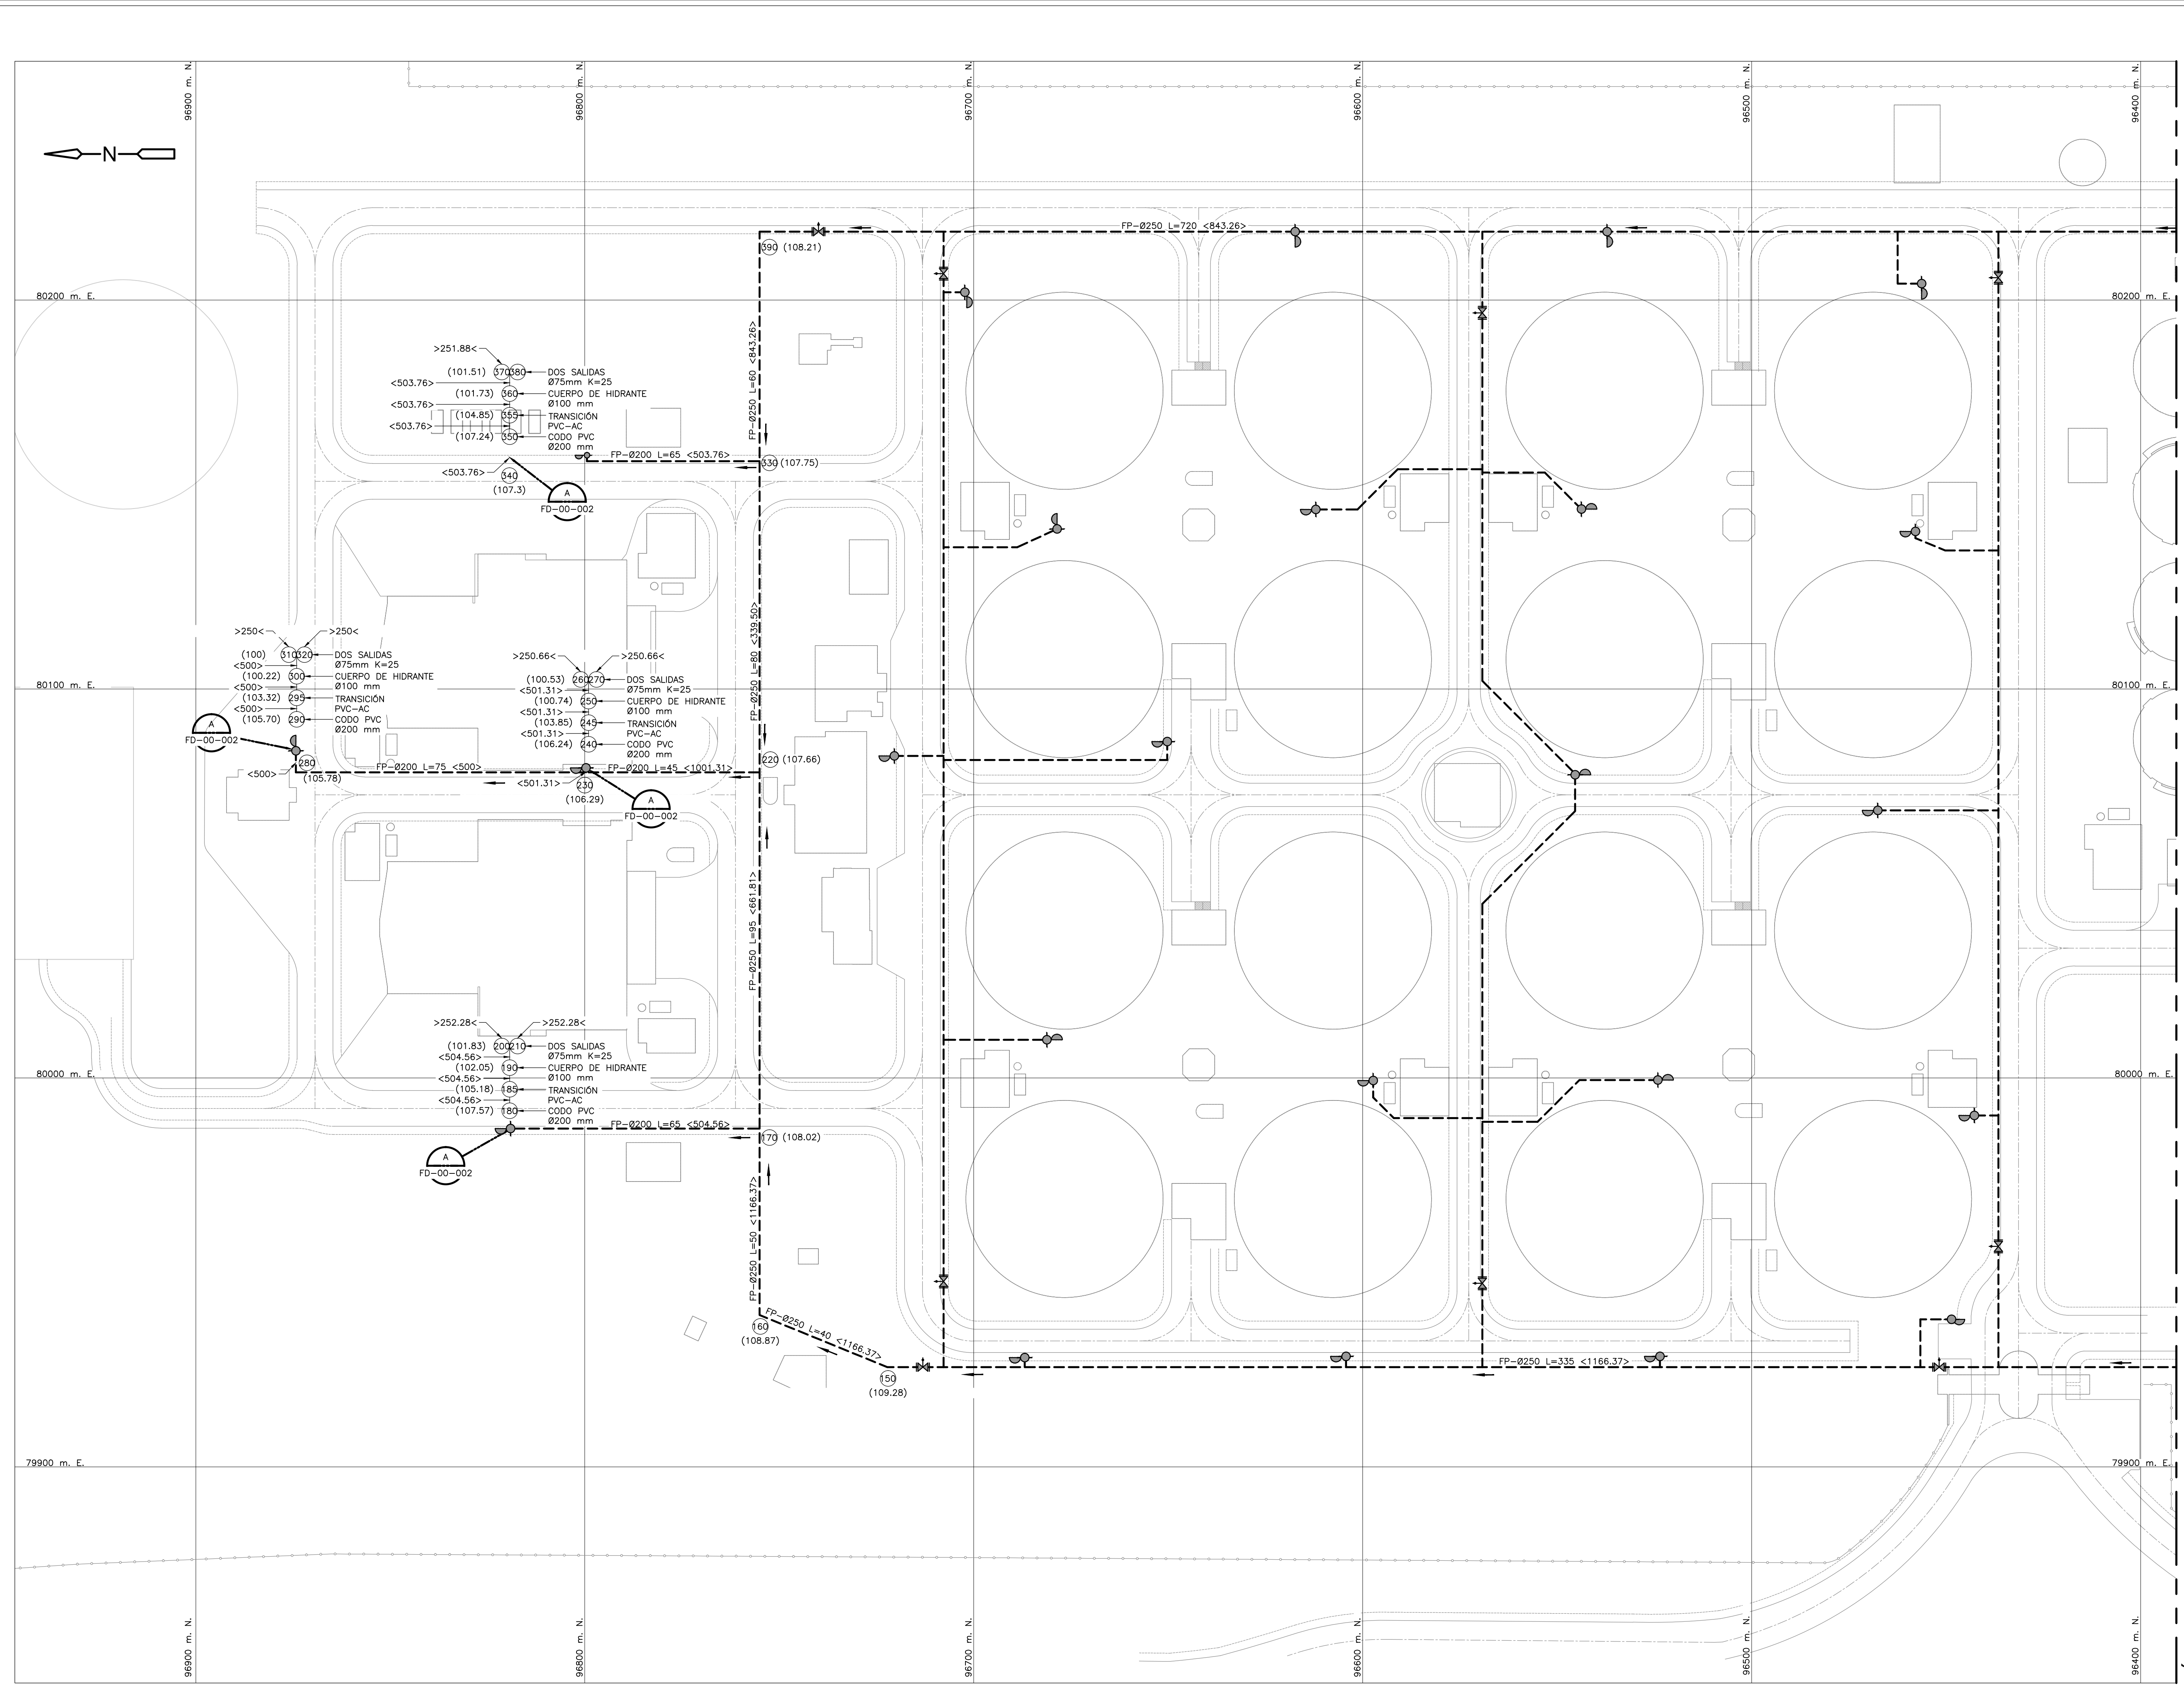 96900 m. N.
96800 m. N.
96700 m. N.
96600 m. N.
96500 m. N.
96400 m. N.
N
FP-Ø250 L=720 <843.26>
390 (108.21)
80200 m. E.
80200 m. E.
FP-Ø250 L=60 <843.26>
>251.88<
(101.51) 370 380 DOS SALIDAS
Ø75mm K=25
<503.76>
(101.73) 360 CUERPO DE HIDRANTE
Ø100 mm
<503.76>
(104.85) 355 TRANSICIÓN
PVC-AC
<503.76>
(107.24) 350 CODO PVC
Ø200 mm
FP-Ø200 L=65 <503.76>
330 (107.75)
<503.76>
340
(107.3)
A
FD-00-002
FP-Ø250 L=80 <339.50>
>250<
>250<
(100) 310 320 DOS SALIDAS
Ø75mm K=25
<500>
(100.22) 300 CUERPO DE HIDRANTE
Ø100 mm
<500>
(103.32) 295 TRANSICIÓN
PVC-AC
<500>
(105.70) 290 CODO PVC
Ø200 mm
80100 m. E.
80100 m. E.
A
FD-00-002
280
(105.78)
<500>
FP-Ø200 L=75 <500>
>250.66<
>250.66<
(100.53) 260 270 DOS SALIDAS
Ø75mm K=25
<501.31>
(100.74) 250 CUERPO DE HIDRANTE
Ø100 mm
<501.31>
(103.85) 245 TRANSICIÓN
PVC-AC
<501.31>
(106.24) 240 CODO PVC
Ø200 mm
FP-Ø200 L=45 <1001.31>
220 (107.66)
<501.31>
230
(106.29)
A
FD-00-002
FP-Ø250 L=95 <661.81>
>252.28<
>252.28<
(101.83) 200 210 DOS SALIDAS
Ø75mm K=25
<504.56>
(102.05) 190 CUERPO DE HIDRANTE
Ø100 mm
<504.56>
(105.18) 185 TRANSICIÓN
PVC-AC
<504.56>
(107.57) 180 CODO PVC
Ø200 mm
80000 m. E.
80000 m. E.
FP-Ø200 L=65 <504.56>
170 (108.02)
A
FD-00-002
FP-Ø250 L=50 <1166.37>
FP-Ø250 L=40 <1166.37>
160
(108.87)
150
(109.28)
FP-Ø250 L=335 <1166.37>
79900 m. E.
79900 m. E.
96900 m. N.
96800 m. N.
96700 m. N.
96600 m. N.
96500 m. N.
96400 m. N.